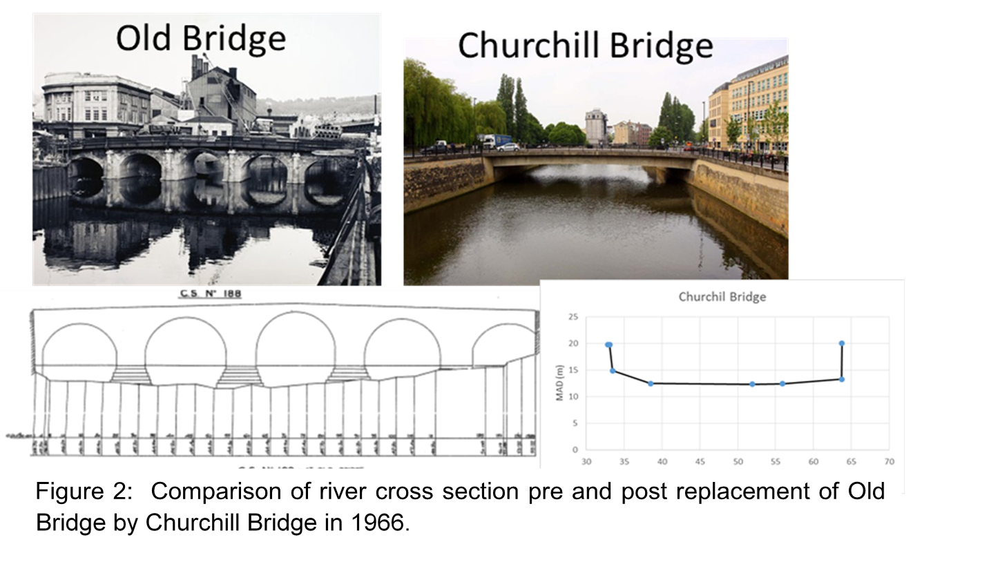 Old Bridge
Churchill Bridge
C.S. Nº 188
Churchil Bridge
25
20
15
10
5
0
MAD (m)
30 35 40 45 50 55 60 65 70
Figure 2: Comparison of river cross section pre and post replacement of Old
Bridge by Churchill Bridge in 1966.